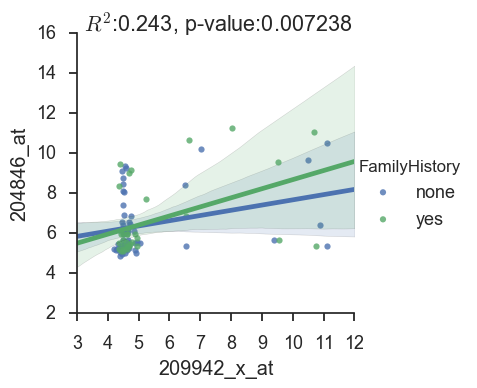 R²:0.243, p-value:0.007238
16
14
12
10
8
6
4
2
204846_at
3 4 5 6 7 8 9 10 11 12
209942_x_at
FamilyHistory
none
yes